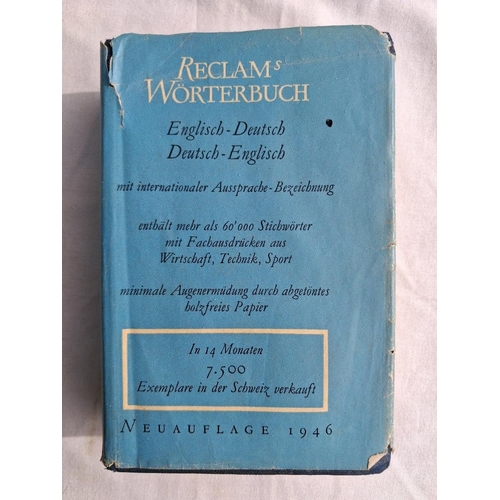 RECLAMS
WÖRTERBUCH
Englisch-Deutsch
Deutsch-Englisch
mit internationaler Aussprache-Bezeichnung
enthält mehr als 60'000 Stichwörter
mit Fachausdrücken aus
Wirtschaft, Technik, Sport
minimale Augenermüdung durch abgetöntes
holzfreies Papier
In 14 Monaten
7.500
Exemplare in der Schweiz verkauft
NEUAUFLAGE 1946